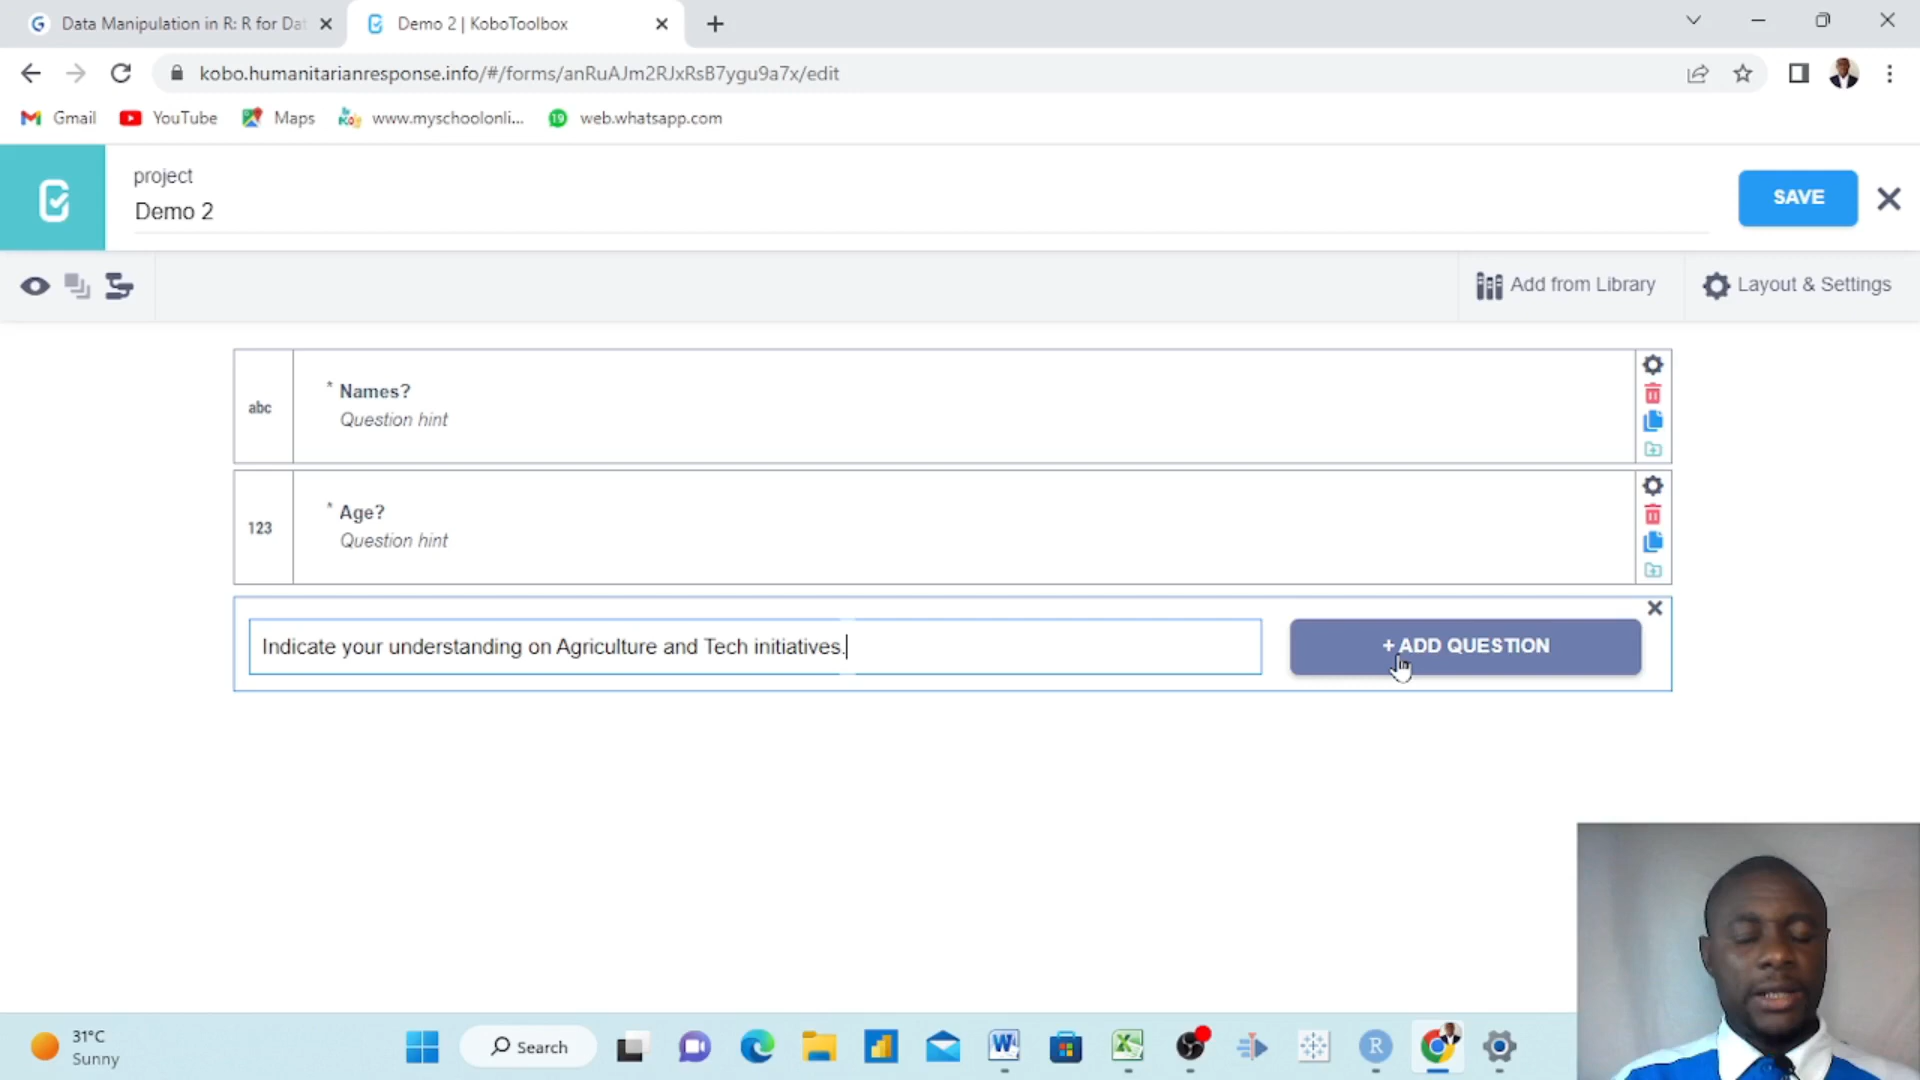 Data Manipulation in R: R for Dat
Demo 2 | KoboToolbox
kobo.humanitarianresponse.info/#/forms/anRuAJm2RJxRsB7ygu9a7x/edit
Gmail
YouTube
Maps
www.myschoolonli...
19
web.whatsapp.com
project
Demo 2
SAVE
Add from Library
Layout & Settings
abc
* Names?
Question hint
123
* Age?
Question hint
Indicate your understanding on Agriculture and Tech initiatives.
+ ADD QUESTION
31°C
Sunny
Search